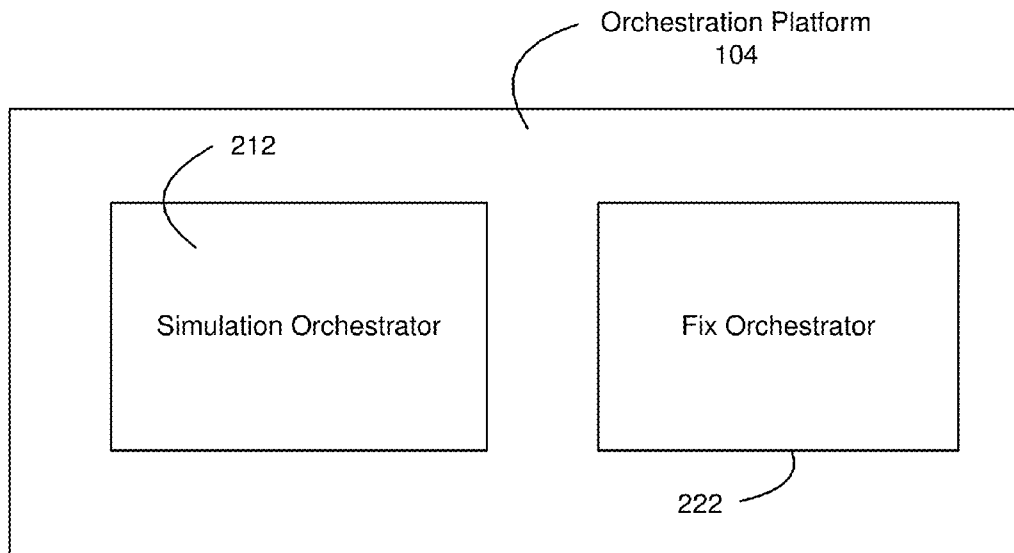 Orchestration Platform
104
212
Simulation Orchestrator
Fix Orchestrator
222